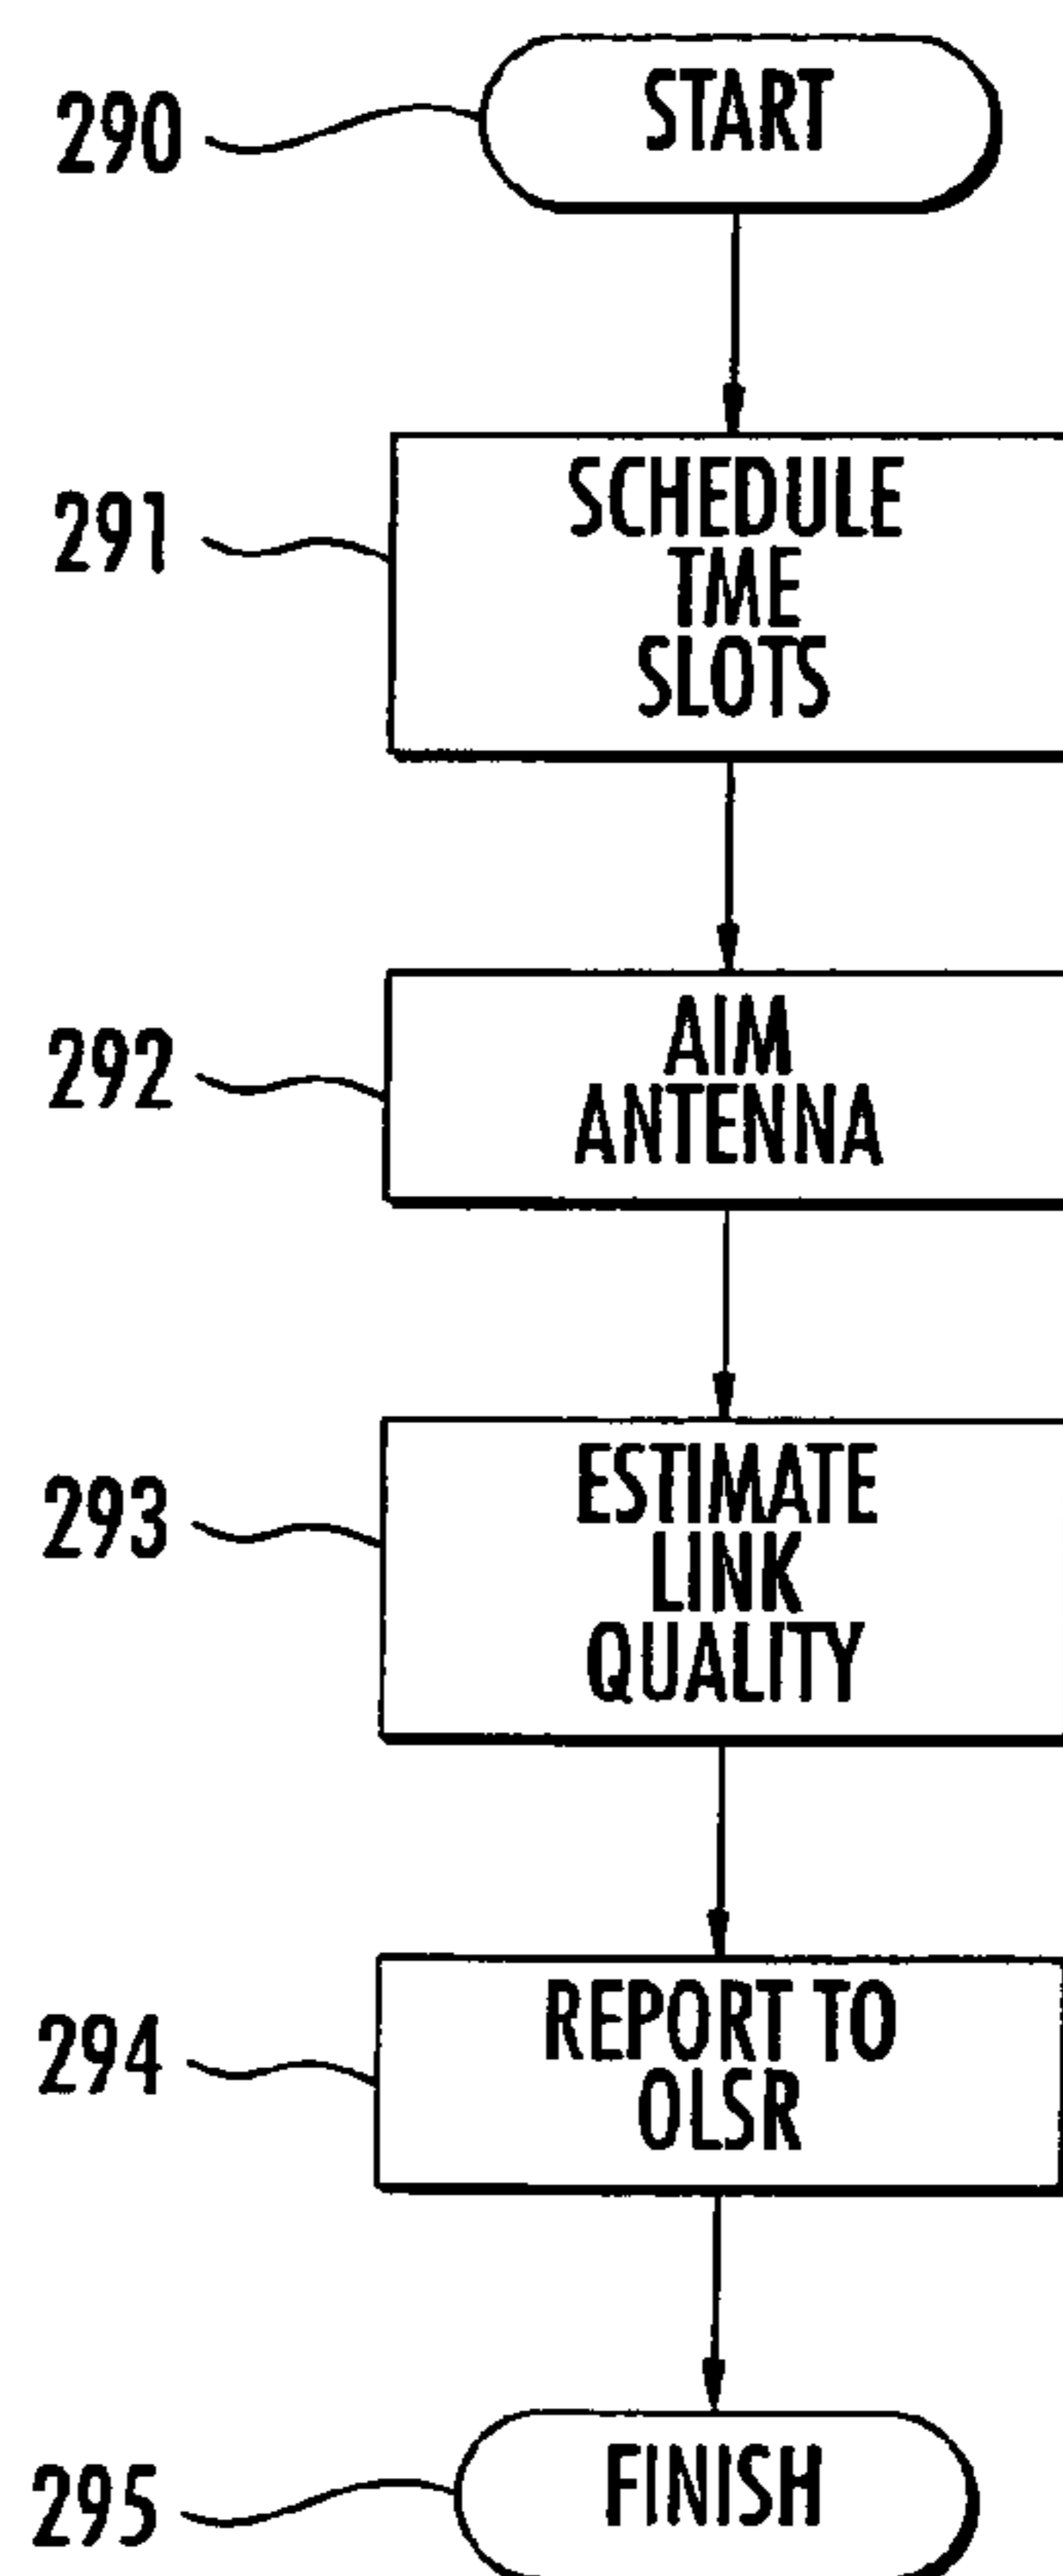 290
START
291
SCHEDULE
TME
SLOTS
292
AIM
ANTENNA
293
ESTIMATE
LINK
QUALITY
294
REPORT TO
OLSR
295
FINISH